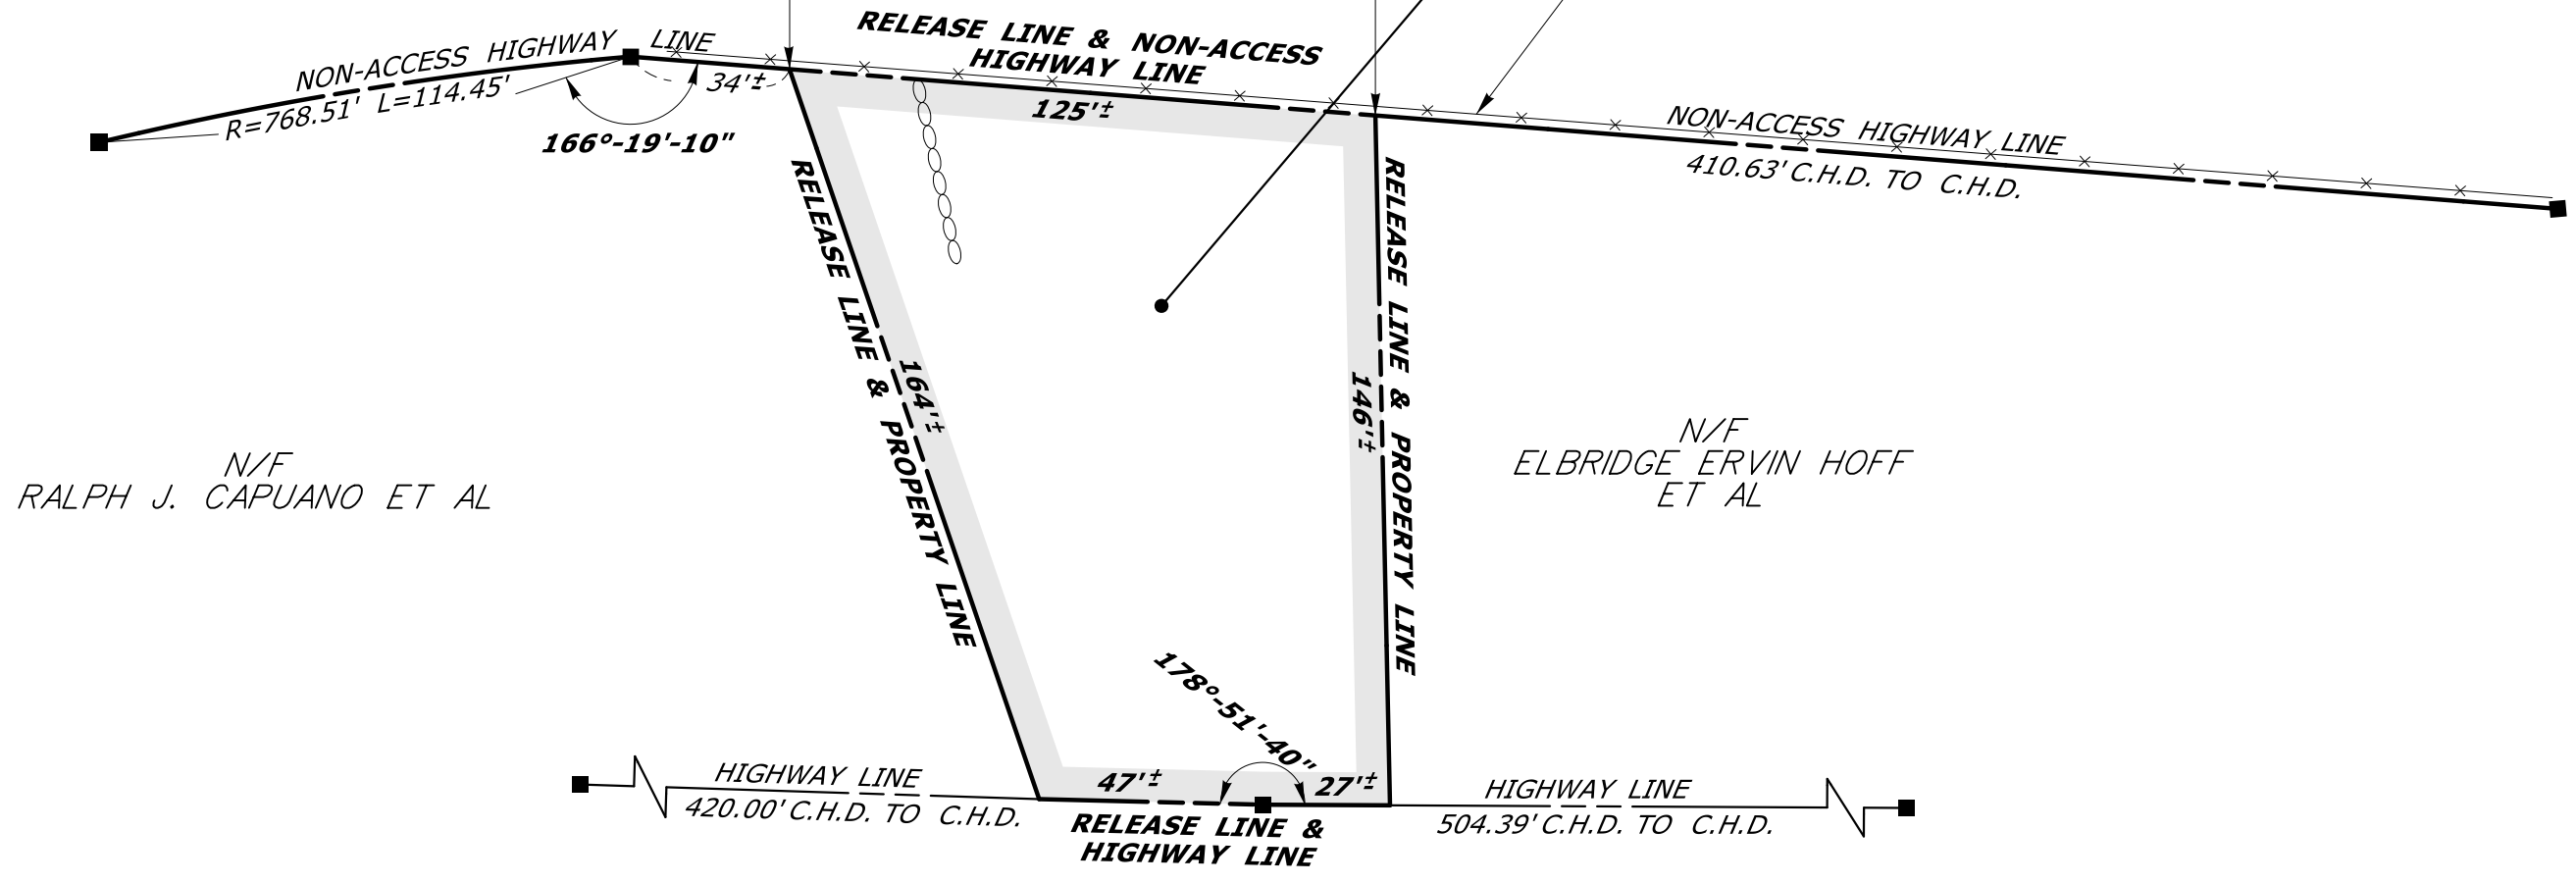 RELEASE LINE & NON-ACCESS
HIGHWAY LINE
NON-ACCESS HIGHWAY LINE
R=768.51' L=114.45'
34'±
166°-19'-10"
125'±
NON-ACCESS HIGHWAY LINE
410.63' C.H.D. TO C.H.D.
RELEASE LINE & PROPERTY LINE
164'±
146'±
RELEASE LINE & PROPERTY LINE
N/F
RALPH J. CAPUANO ET AL
N/F
ELBRIDGE ERVIN HOFF
ET AL
178°-51'-40"
HIGHWAY LINE
420.00' C.H.D. TO C.H.D.
47'±
27'±
RELEASE LINE &
HIGHWAY LINE
HIGHWAY LINE
504.39' C.H.D. TO C.H.D.